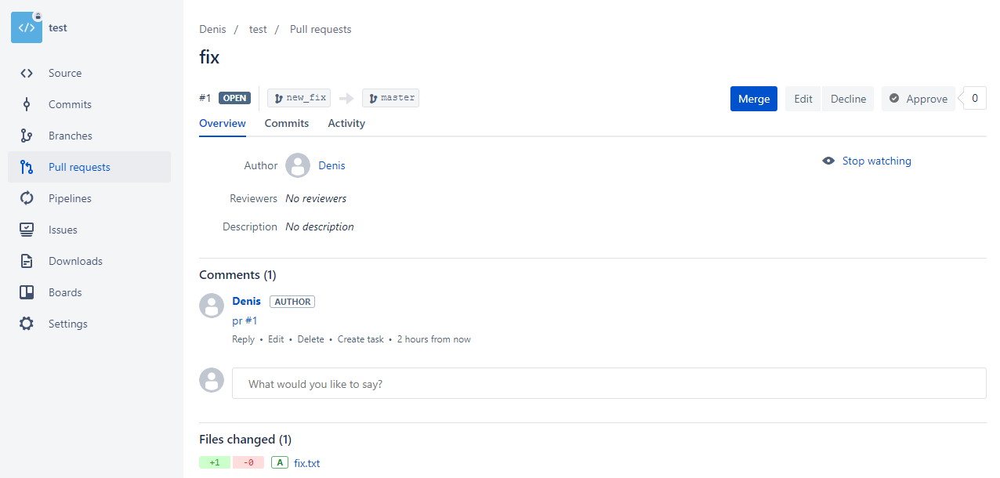 test
Source
Commits
Branches
Pull requests
Pipelines
Issues
Downloads
Boards
Settings
Denis / test / Pull requests
fix
#1 OPEN new_fix master Merge Edit Decline Approve 0
Overview Commits Activity
Author Denis Stop watching
Reviewers No reviewers
Description No description
Comments (1)
Denis AUTHOR
pr #1
Reply • Edit • Delete • Create task • 2 hours from now
What would you like to say?
Files changed (1)
+1 -0 A fix.txt